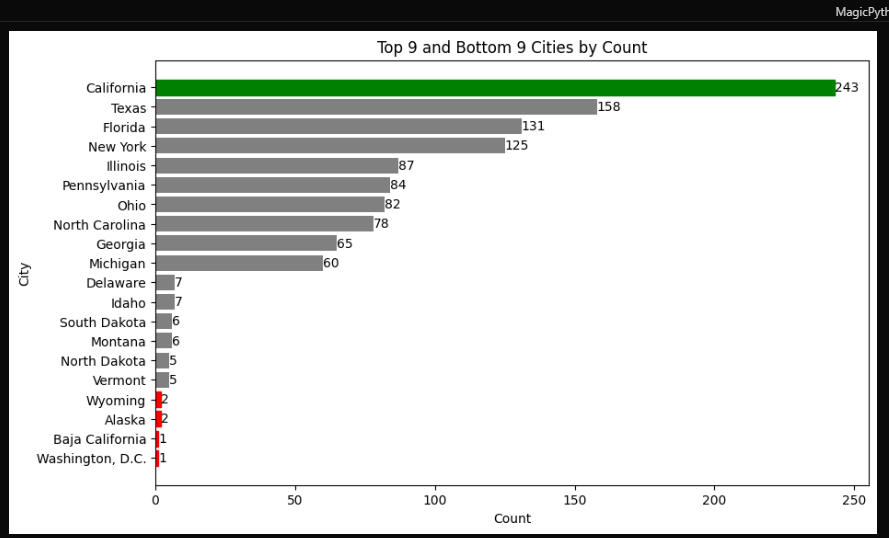 MagicPyth
Top 9 and Bottom 9 Cities by Count
California 243
Texas 158
Florida 131
New York 125
Illinois 87
Pennsylvania 84
Ohio 82
North Carolina 78
Georgia 65
Michigan 60
Delaware 7
Idaho 7
South Dakota 6
Montana 6
North Dakota 5
Vermont 5
Wyoming 2
Alaska 2
Baja California 1
Washington, D.C. 1
City
0 50 100 150 200 250
Count